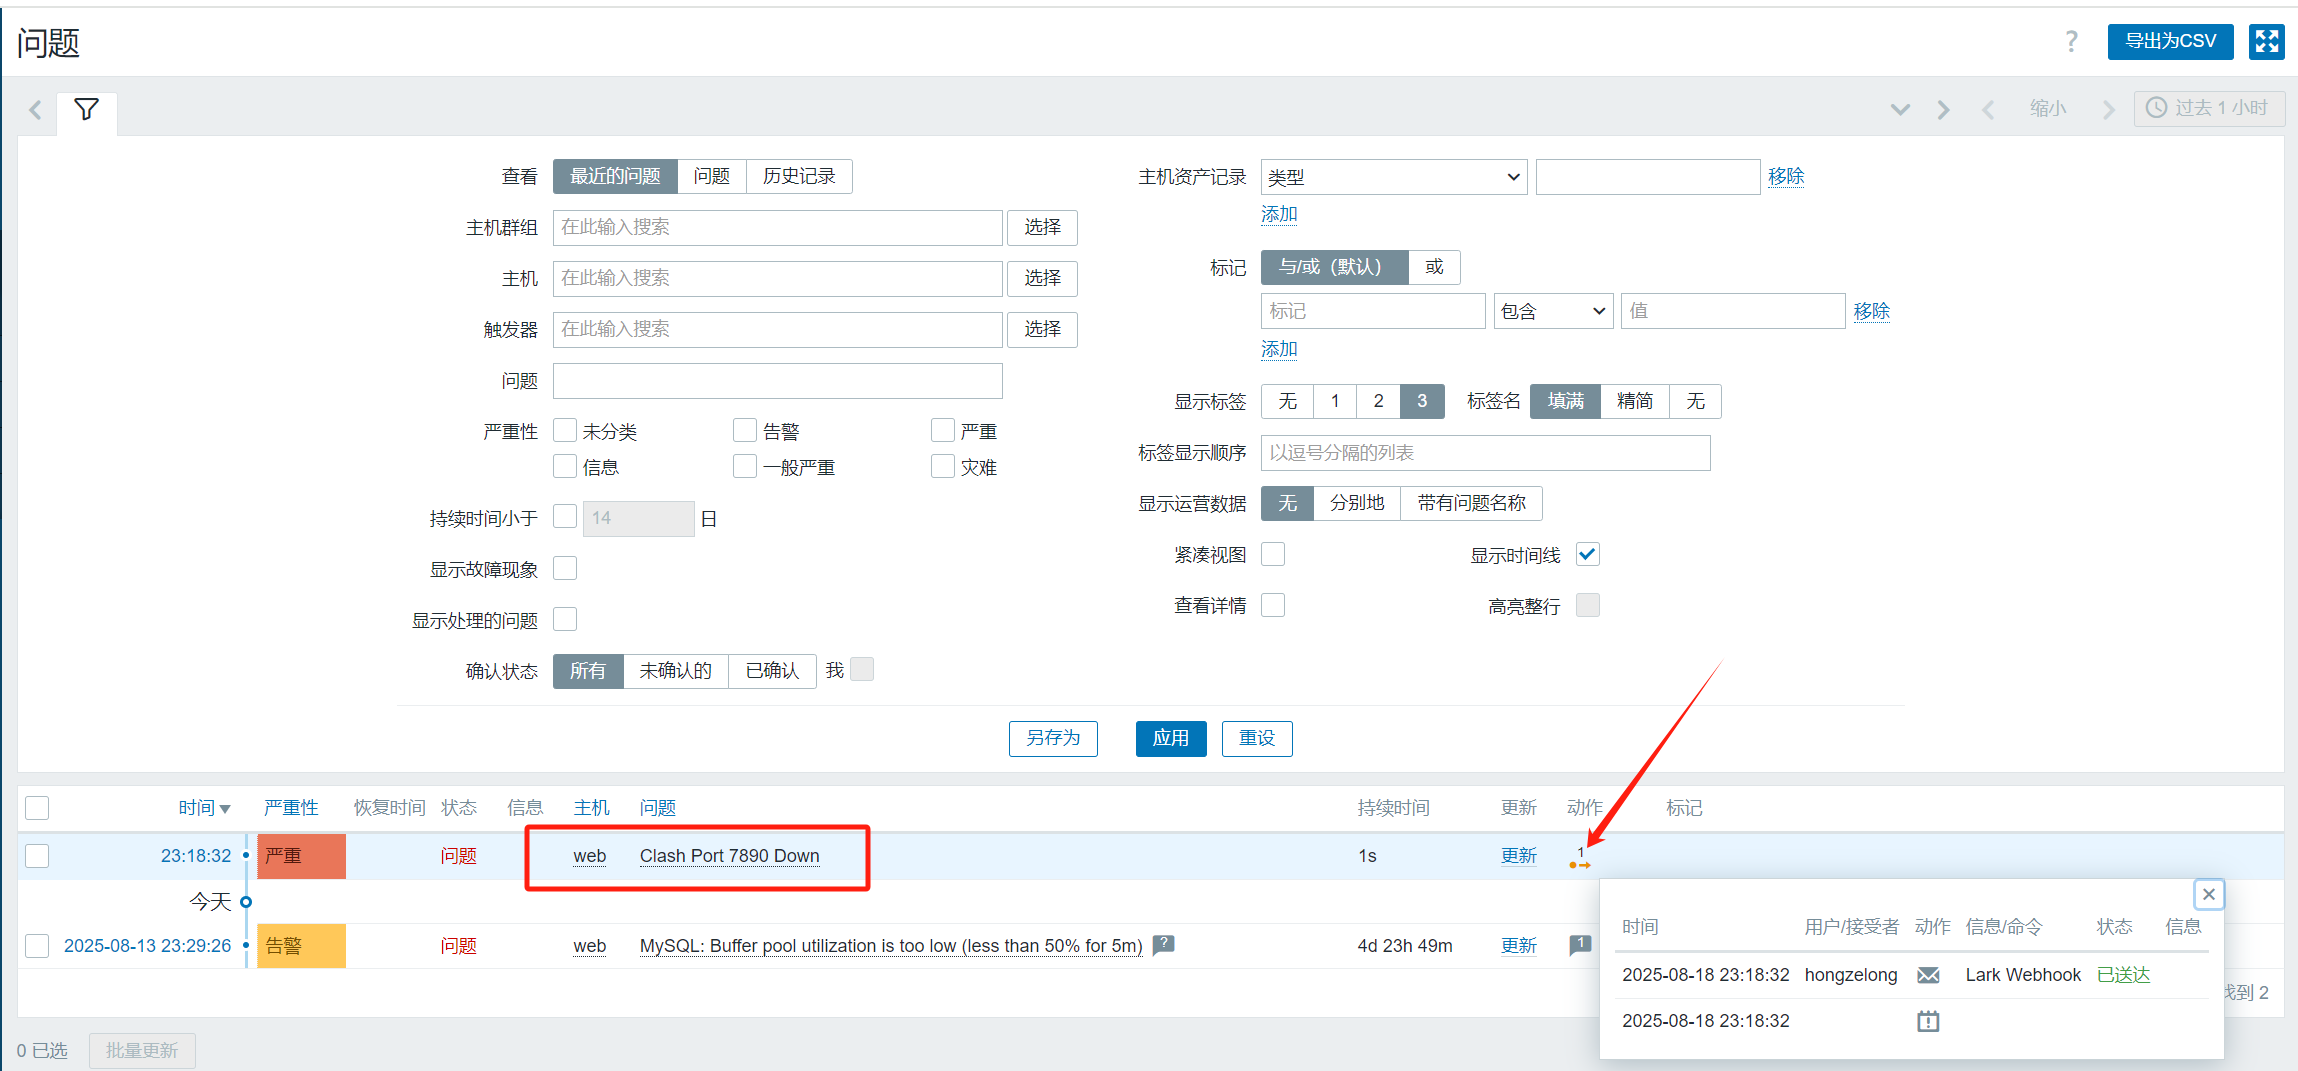 问题
? 导出为CSV
缩小 过去 1 小时
查看 最近的问题 问题 历史记录
主机群组 在此输入搜索 选择
主机 在此输入搜索 选择
触发器 在此输入搜索 选择
问题
严重性 未分类 告警 严重
信息 一般严重 灾难
持续时间小于 14 日
显示故障现象
显示处理的问题
确认状态 所有 未确认的 已确认 我
主机资产记录 类型 移除
添加
标记 与/或（默认） 或
标记 包含 值 移除
添加
显示标签 无 1 2 3 标签名 填满 精简 无
标签显示顺序 以逗号分隔的列表
显示运营数据 无 分别地 带有问题名称
紧凑视图 显示时间线
查看详情 高亮整行
另存为 应用 重设
时间 严重性 恢复时间 状态 信息 主机 问题 持续时间 更新 动作 标记
23:18:32 严重 问题 web Clash Port 7890 Down 1s 更新 1
今天
2025-08-13 23:29:26 告警 问题 web MySQL: Buffer pool utilization is too low (less than 50% for 5m) ? 4d 23h 49m 更新 1
时间 用户/接受者 动作 信息/命令 状态 信息
2025-08-18 23:18:32 hongzelong Lark Webhook 已送达
2025-08-18 23:18:32
到 2
0 已选 批量更新